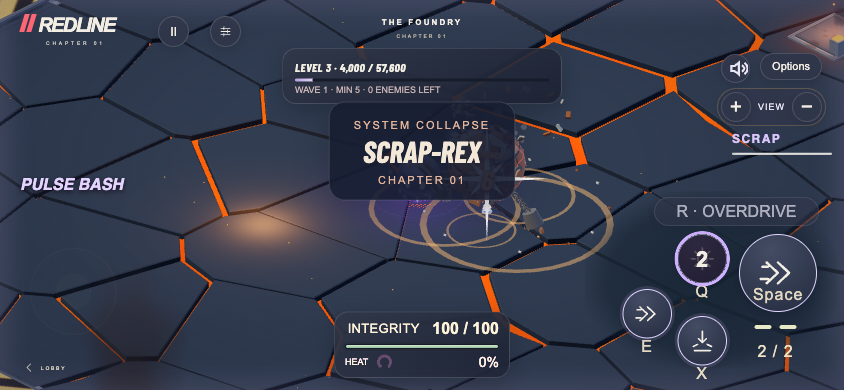 REDLINE
CHAPTER 01
THE FOUNDRY
CHAPTER 01
LEVEL 3 · 4,000 / 57,600
WAVE 1 · MIN 5 · 0 ENEMIES LEFT
Options
+ VIEW −
SCRAP
SYSTEM COLLAPSE
SCRAP-REX
CHAPTER 01
PULSE BASH
R · OVERDRIVE
2
Q
Space
E
X
2 / 2
INTEGRITY 100 / 100
HEAT 0%
LOBBY